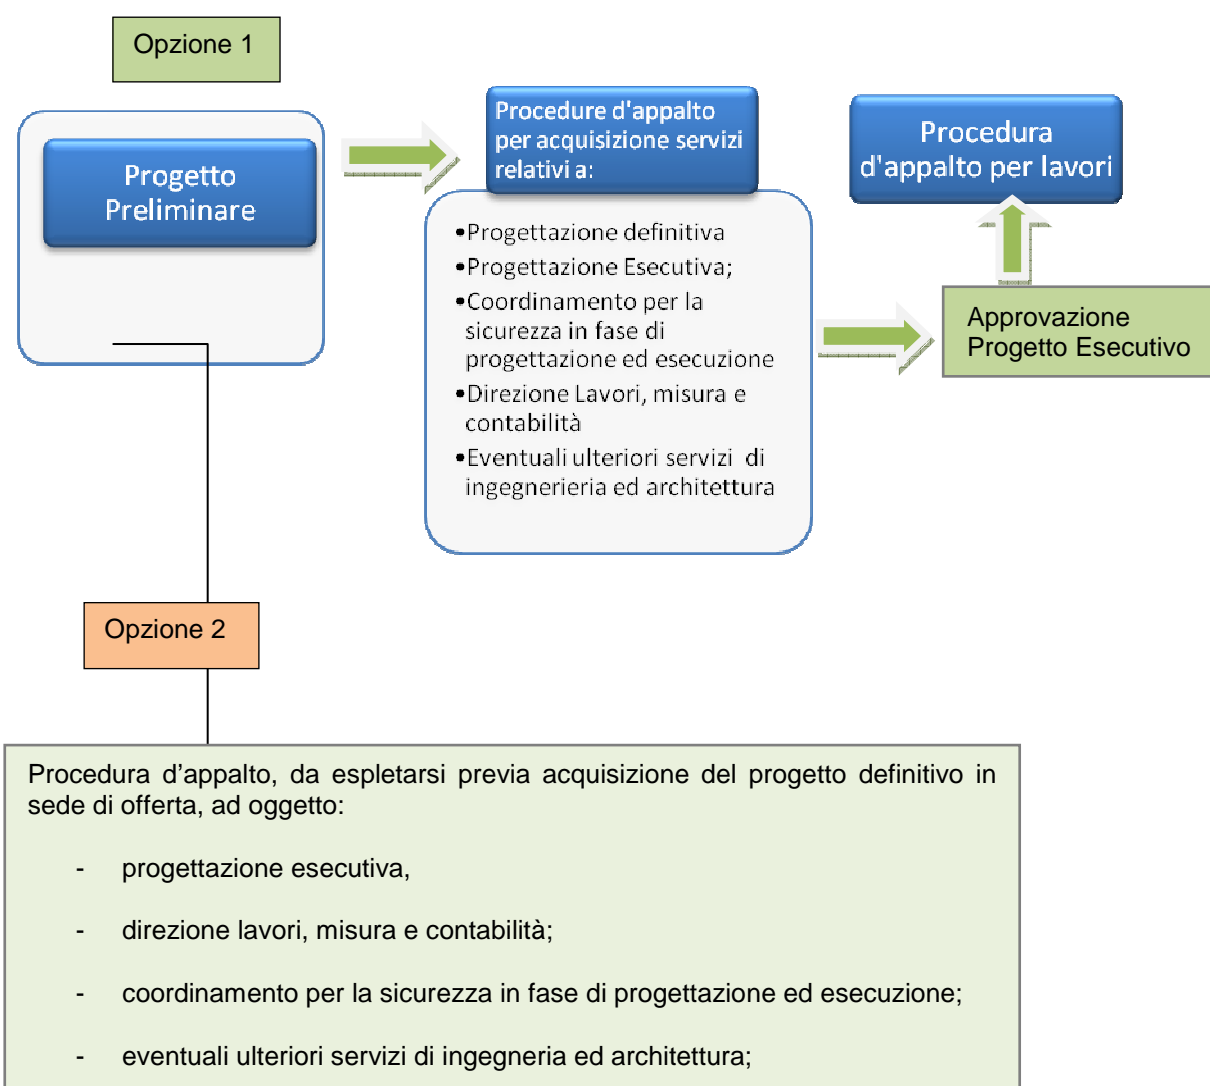 Opzione 1
Progetto
Preliminare
Procedure d'appalto
per acquisizione servizi
relativi a:
•Progettazione definitiva
•Progettazione Esecutiva;
•Coordinamento per la
sicurezza in fase di
progettazione ed esecuzione
•Direzione Lavori, misura e
contabilità
•Eventuali ulteriori servizi di
ingegnerieria ed architettura
Procedura
d'appalto per lavori
Approvazione
Progetto Esecutivo
Opzione 2
Procedura d’appalto, da espletarsi previa acquisizione del progetto definitivo in
sede di offerta, ad oggetto:
- progettazione esecutiva,
- direzione lavori, misura e contabilità;
- coordinamento per la sicurezza in fase di progettazione ed esecuzione;
- eventuali ulteriori servizi di ingegneria ed architettura;